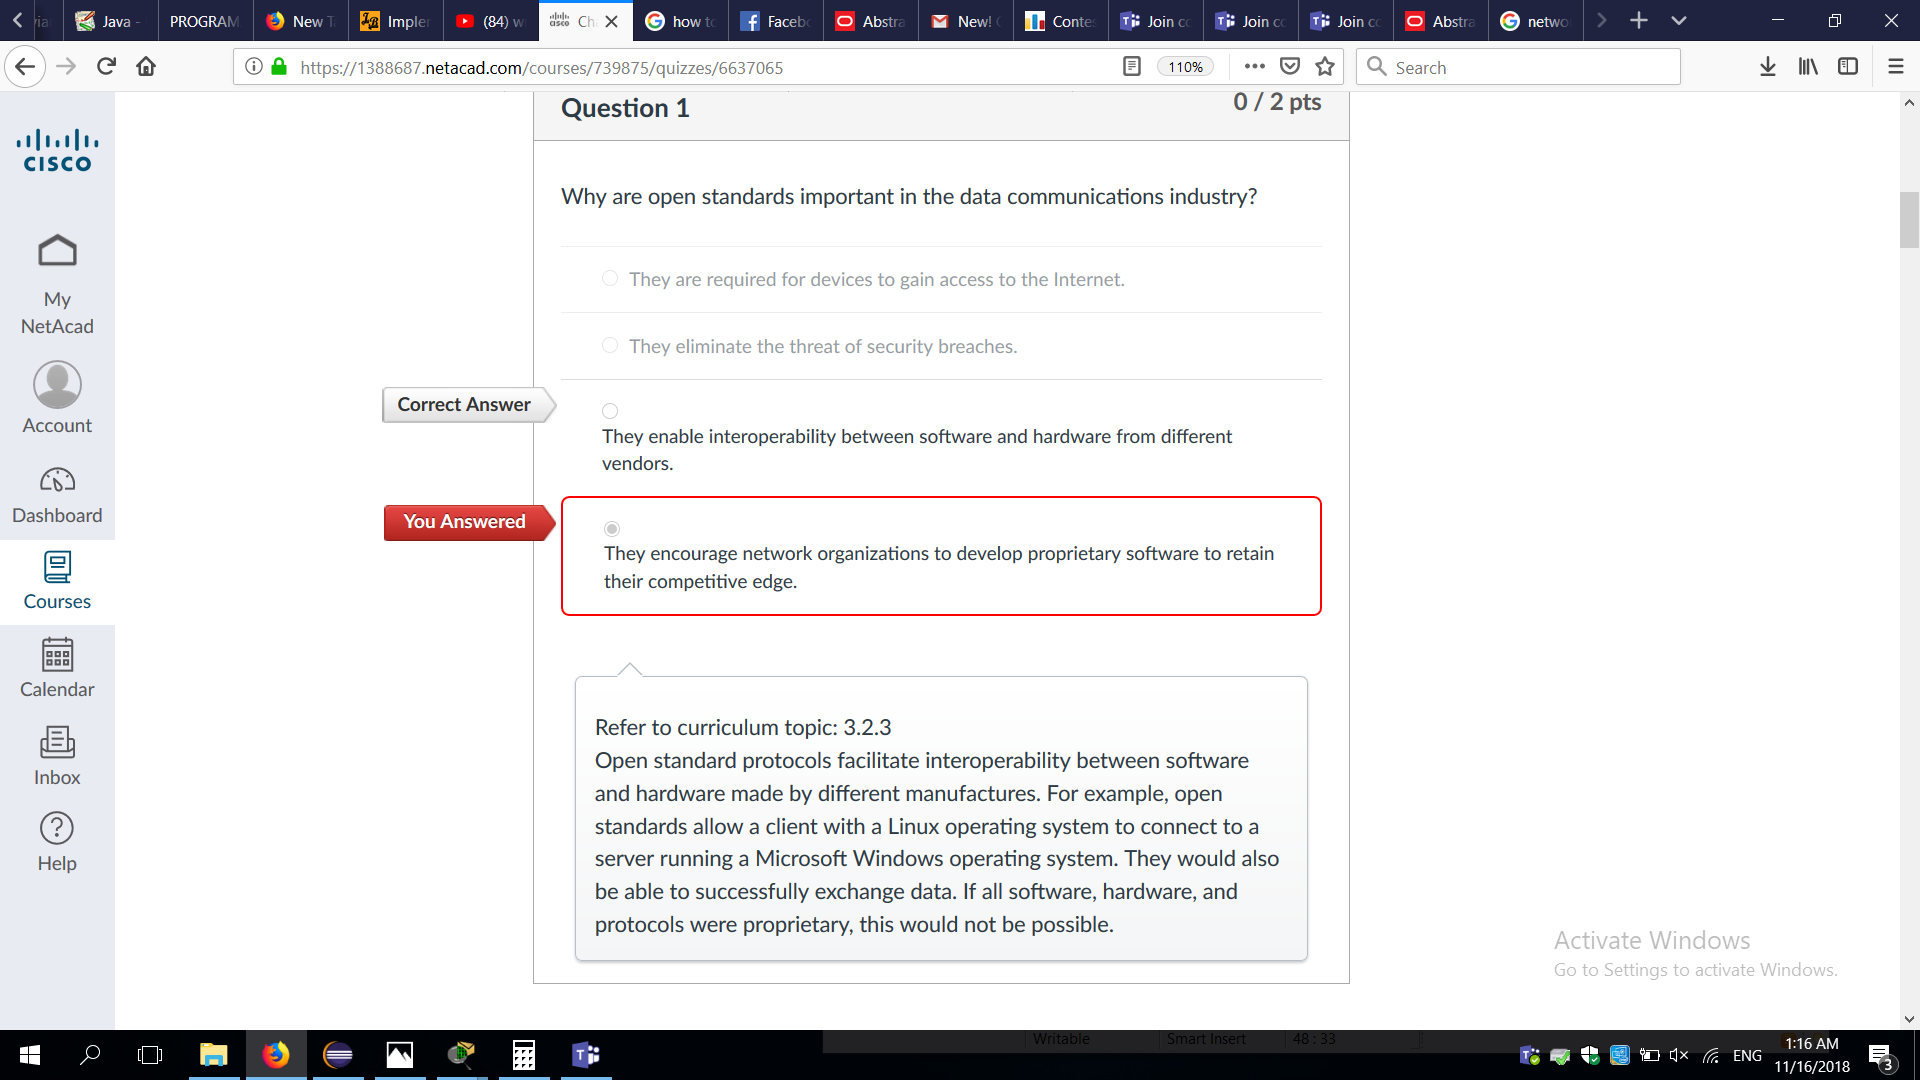 Java -
PROGRAM
New T
Impler
(84) w
Ch
how to
Facebo
Abstra
New!
Contes
Join co
Join co
Join co
Abstra
netwo
https://1388687.netacad.com/courses/739875/quizzes/6637065
110%
Search
CISCO
My
NetAcad
Account
Dashboard
Courses
Calendar
Inbox
Help
Question 1
0 / 2 pts
Why are open standards important in the data communications industry?
They are required for devices to gain access to the Internet.
They eliminate the threat of security breaches.
Correct Answer
They enable interoperability between software and hardware from different
vendors.
You Answered
They encourage network organizations to develop proprietary software to retain
their competitive edge.
Refer to curriculum topic: 3.2.3
Open standard protocols facilitate interoperability between software
and hardware made by different manufactures. For example, open
standards allow a client with a Linux operating system to connect to a
server running a Microsoft Windows operating system. They would also
be able to successfully exchange data. If all software, hardware, and
protocols were proprietary, this would not be possible.
Activate Windows
Go to Settings to activate Windows.
Writable
Smart Insert
48 : 33
ENG
1:16 AM
11/16/2018
3